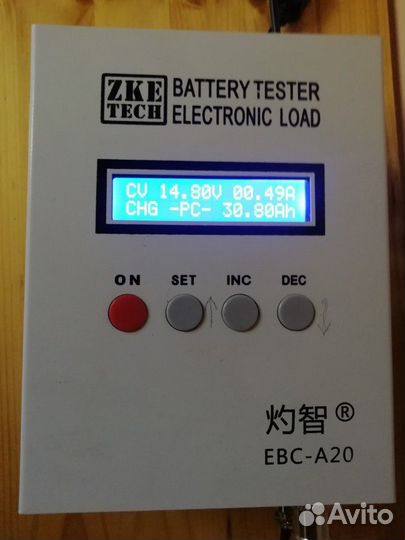 ZKE
TECH
BATTERY TESTER
ELECTRONIC LOAD
CV 14.80V 00.49A
CHG -PC- 30.80Ah
ON SET INC DEC
灼智®
EBC-A20
Avito